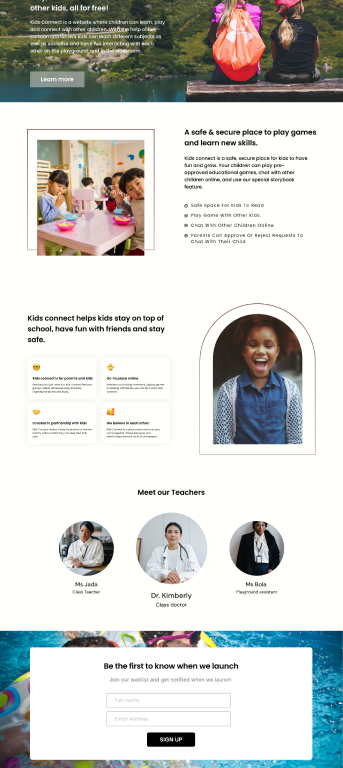 other kids, all for free!
Kids Connect is a website where children can learn, play
and connect with other children. With the help of fun
cartoon characters kids can learn different subjects as
well as socialize and have fun interacting with each
other on the playground and in the classroom.
Learn more
A safe & secure place to play games
and learn new skills.
Kids connect is a safe, secure place for kids to have
fun and grow. Your children can play pre-
approved educational games, chat with other
children online, and use our special storybook
feature.
Safe Space For Kids To Read
Play Game With Other Kids.
Chat With Other Children Online
Parents Can Approve Or Reject Requests To
Chat With Their Child
Kids connect helps kids stay on top of
school, have fun with friends and stay
safe.
Kids connect is for parents and kids
Go-to place online
Created in partnership with kids
We believe in each other:
Meet our Teachers
Ms Jada
Class Teacher
Dr. Kimberly
Class doctor
Ms Bola
Playground assistant
Be the first to know when we launch
Join our waitlist and get notified when we launch
Full name
Email Address
SIGN UP